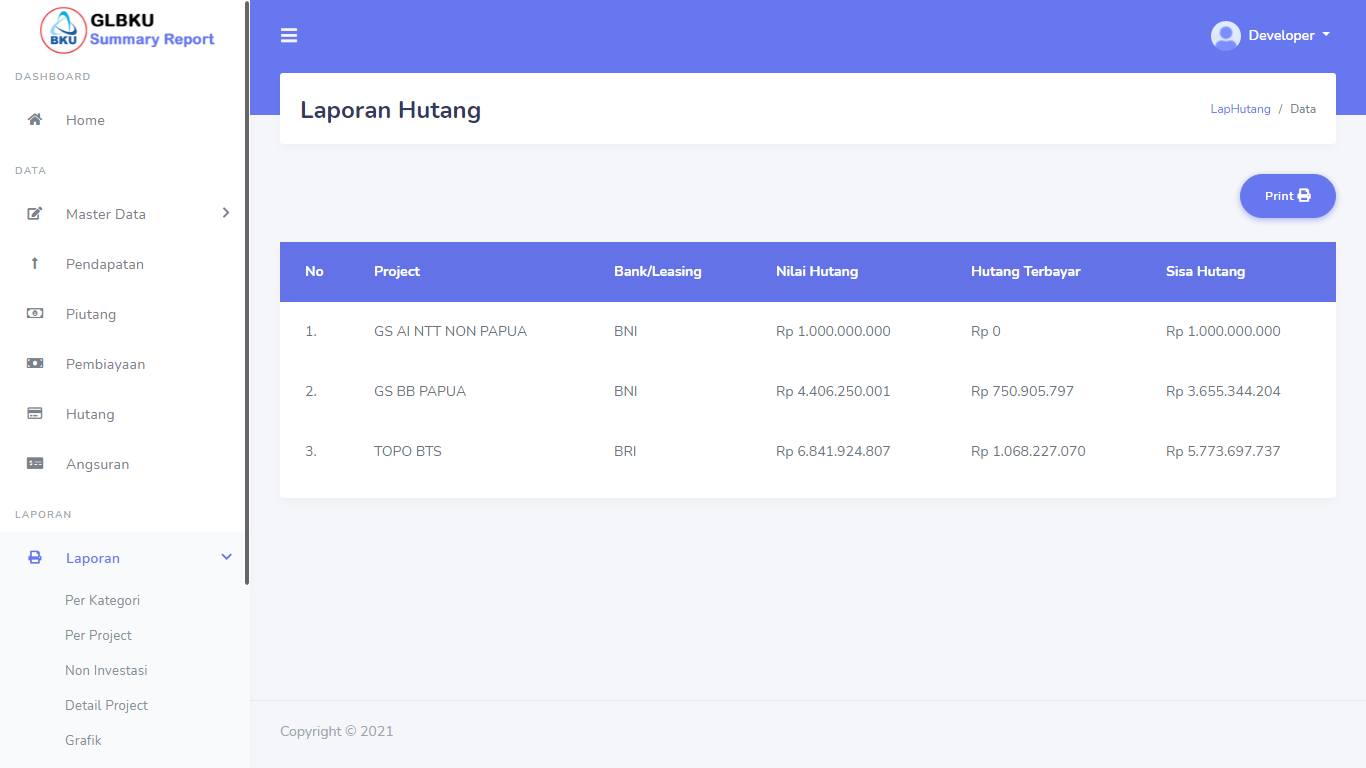 GLBKU
BKU Summary Report
DASHBOARD
Home
DATA
Master Data
Pendapatan
Piutang
Pembiayaan
Hutang
Angsuran
LAPORAN
Laporan
Per Kategori
Per Project
Non Investasi
Detail Project
Grafik
Developer
Laporan Hutang
LapHutang / Data
Print
No Project Bank/Leasing Nilai Hutang Hutang Terbayar Sisa Hutang
1. GS AI NTT NON PAPUA BNI Rp 1.000.000.000 Rp 0 Rp 1.000.000.000
2. GS BB PAPUA BNI Rp 4.406.250.001 Rp 750.905.797 Rp 3.655.344.204
3. TOPO BTS BRI Rp 6.841.924.807 Rp 1.068.227.070 Rp 5.773.697.737
Copyright © 2021